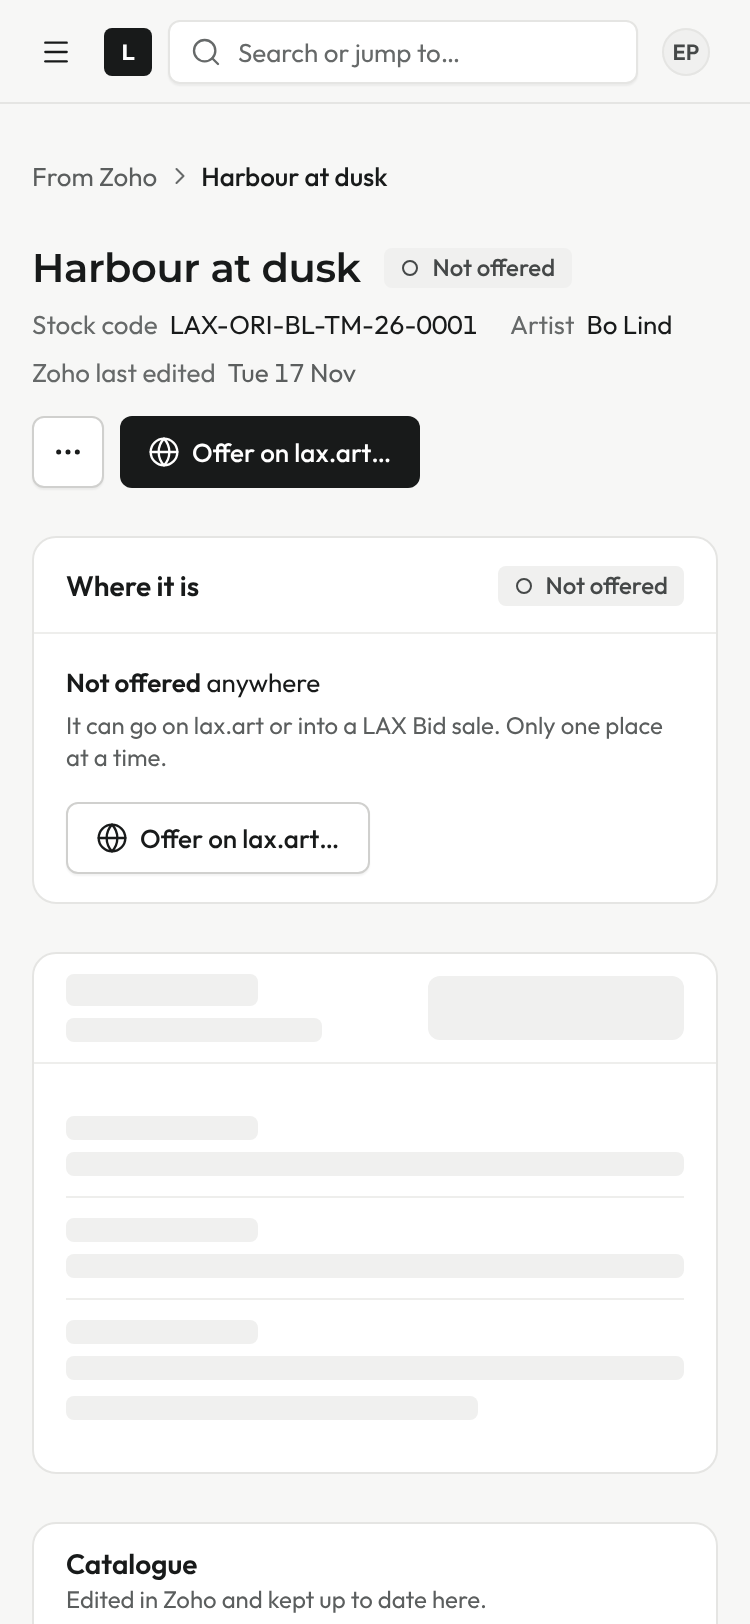 L
Search or jump to...
EP
From Zoho > Harbour at dusk
Harbour at dusk
Not offered
Stock code LAX-ORI-BL-TM-26-0001 Artist Bo Lind
Zoho last edited Tue 17 Nov
... Offer on lax.art...
Where it is
Not offered
Not offered anywhere
It can go on lax.art or into a LAX Bid sale. Only one place
at a time.
Offer on lax.art...
Catalogue
Edited in Zoho and kept up to date here.